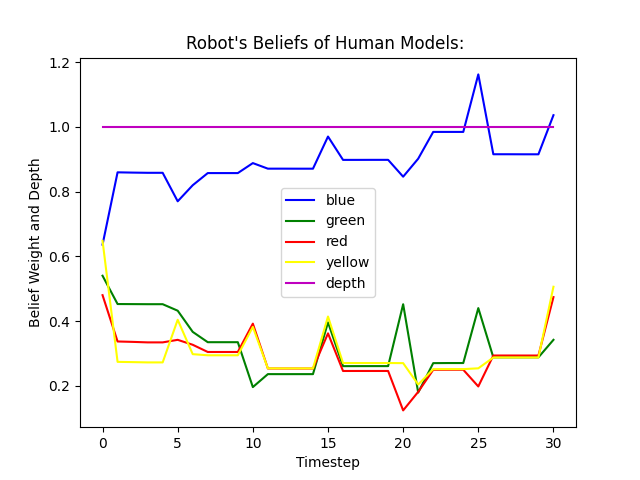 Robot's Beliefs of Human Models:
Belief Weight and Depth
1.2
1.0
0.8
0.6
0.4
0.2
blue
green
red
yellow
depth
0 5 10 15 20 25 30
Timestep